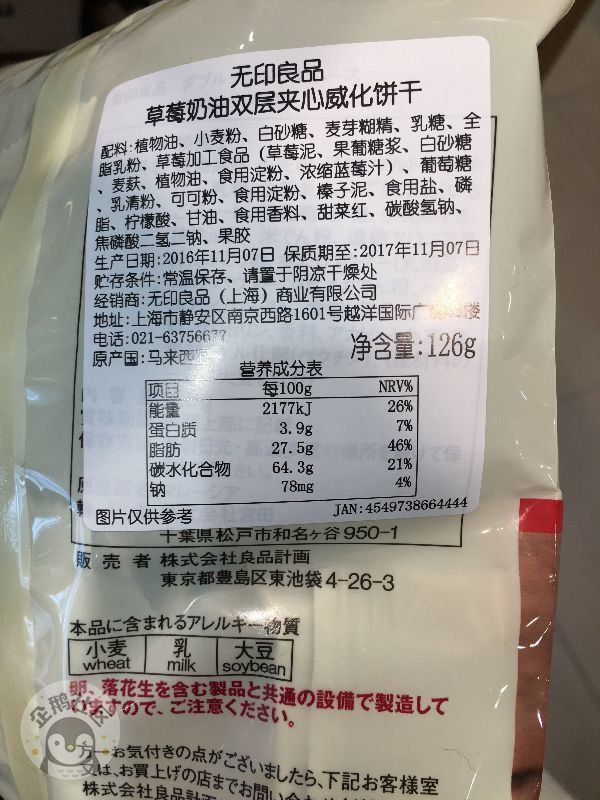 无印良品
草莓奶油双层夹心威化饼干
配料:植物油、小麦粉、白砂糖、麦芽糊精、乳糖、全
脂乳粉、草莓加工食品（草莓泥、果葡糖浆、白砂糖
、麦麸、植物油、食用淀粉、浓缩蓝莓汁）、葡萄糖
、乳清粉、可可粉、食用淀粉、榛子泥、食用盐、磷
脂、柠檬酸、甘油、食用香料、甜菜红、碳酸氢钠、
焦磷酸二氢二钠、果胶
生产日期:2016年11月07日 保质期至:2017年11月07日
贮存条件:常温保存、请置于阴凉干燥处
经销商:无印良品（上海）商业有限公司
地址:上海市静安区南京西路1601号越洋国际广 楼
电话:021-63756677
原产国:马来西 净含量:126g
营养成分表
项目 每100g NRV%
能量 2177kJ 26%
蛋白质 3.9g 7%
脂肪 27.5g 46%
碳水化合物 64.3g 21%
钠 78mg 4%
图片仅供参考 JAN:4549738664444
千葉県松戸市和名ヶ谷950-1
販売者 株式会社良品計画
東京都豊島区東池袋4-26-3
本品に含まれるアレルギー物質
小麦 乳 大豆
wheat milk soybean
卵、落花生を含む製品と共通の設備で製造して
いますので、ご注意ください。
万一お気付きの点がございましたら、下記お客様室
又は、お買上げの店までお問い
株式会社良品計画
企鹅